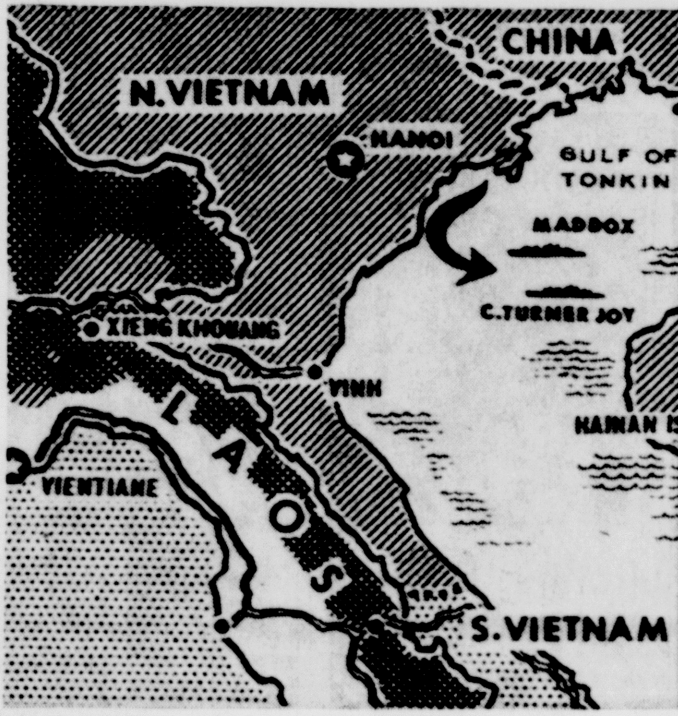 CHINA
N. VIETNAM
HANOI
GULF OF
TONKIN
MADDOX
C. TURNER JOY
XIENG KHOUANG
VINH
HAINAN IS
LAOS
VIENTIANE
S. VIETNAM